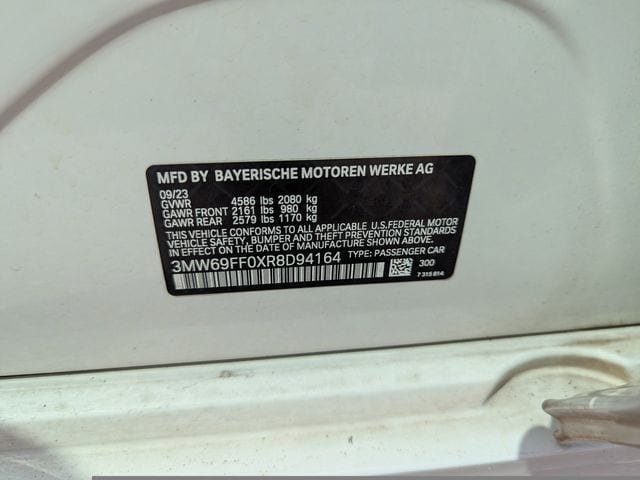 MFD BY BAYERISCHE MOTOREN WERKE AG
09/23
GVWR 4586 lbs 2080 kg
GAWR FRONT 2161 lbs 980 kg
GAWR REAR 2579 lbs 1170 kg
THIS VEHICLE CONFORMS TO ALL APPLICABLE U.S.FEDERAL MOTOR
VEHICLE SAFETY, BUMPER AND THEFT PREVENTION STANDARDS
IN EFFECT ON THE DATE OF MANUFACTURE SHOWN ABOVE.
3MW69FF0XR8D94164 TYPE: PASSENGER CAR
300
7 315 814